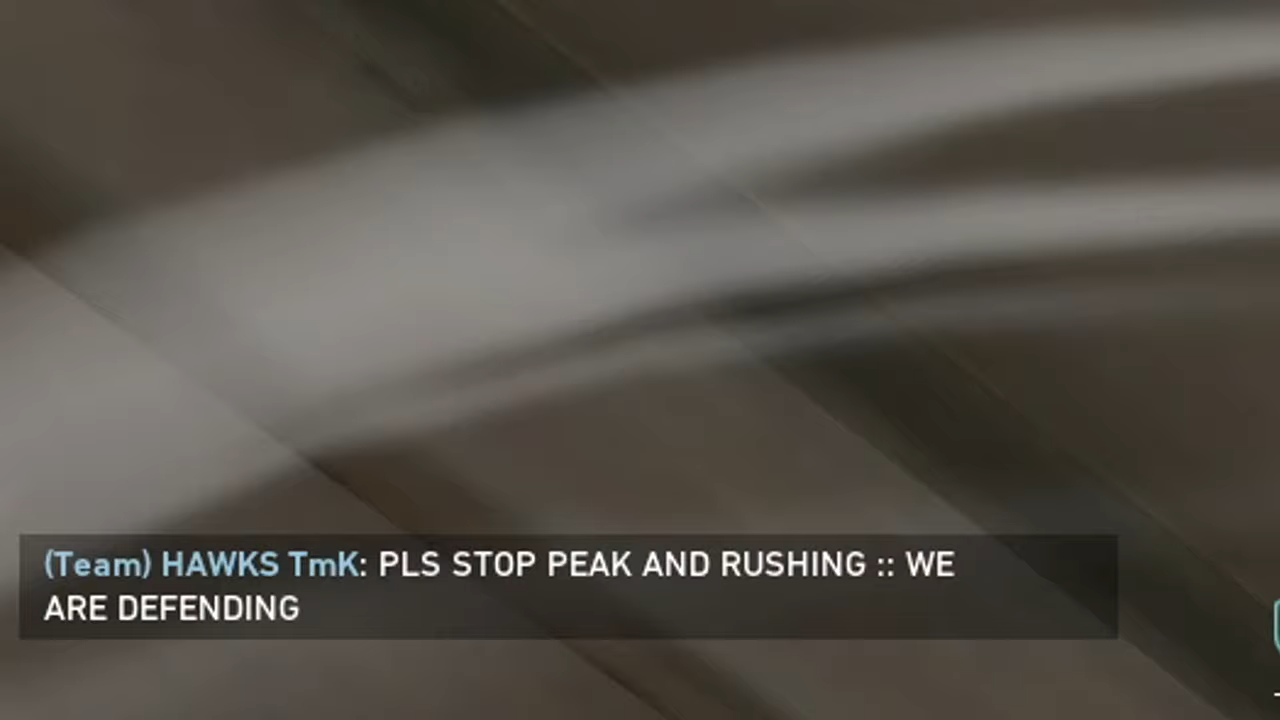 (Team) HAWKS TmK: PLS STOP PEAK AND RUSHING :: WE
ARE DEFENDING